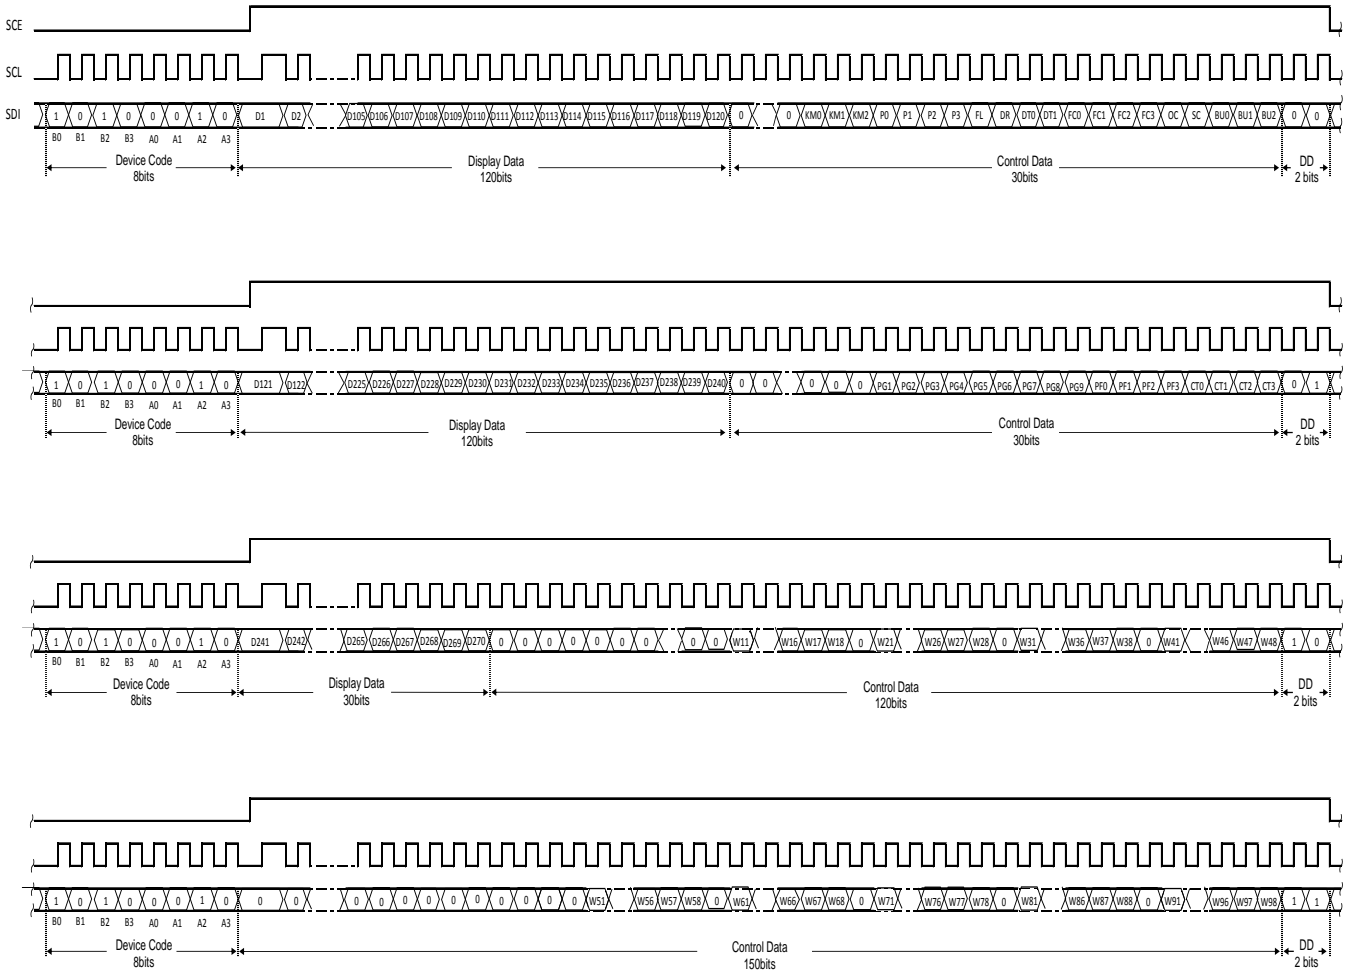 SCE
SCL
SDI 1 0 1 0 0 0 1 0 D1 D2 D105 D106 D107 D108 D109 D110 D111 D112 D113 D114 D115 D116 D117 D118 D119 D120 0 0 KM0 KM1 KM2 P0 P1 P2 P3 FL DR DT0 DT1 FC0 FC1 FC2 FC3 OC SC BU0 BU1 BU2 0 0
B0 B1 B2 B3 A0 A1 A2 A3
Device Code Display Data Control Data DD
8bits 120bits 30bits 2 bits
1 0 1 0 0 0 1 0 D121 D122 D225 D226 D227 D228 D229 D230 D231 D232 D233 D234 D235 D236 D237 D238 D239 D240 0 0 0 0 0 PG1 PG2 PG3 PG4 PG5 PG6 PG7 PG8 PG9 PF0 PF1 PF2 PF3 CT0 CT1 CT2 CT3 0 1
B0 B1 B2 B3 A0 A1 A2 A3
Device Code Display Data Control Data DD
8bits 120bits 30bits 2 bits
1 0 1 0 0 0 1 0 D241 D242 D265 D266 D267 D268 D269 D270 0 0 0 0 0 0 0 0 0 W11 W16 W17 W18 0 W21 W26 W27 W28 0 W31 W36 W37 W38 0 W41 W46 W47 W48 1 0
B0 B1 B2 B3 A0 A1 A2 A3
Device Code Display Data Control Data DD
8bits 30bits 120bits 2 bits
1 0 1 0 0 0 1 0 0 0 0 0 0 0 0 0 0 0 0 0 W51 W56 W57 W58 0 W61 W66 W67 W68 0 W71 W76 W77 W78 0 W81 W86 W87 W88 0 W91 W96 W97 W98 1 1
B0 B1 B2 B3 A0 A1 A2 A3
Device Code Control Data DD
8bits 150bits 2 bits